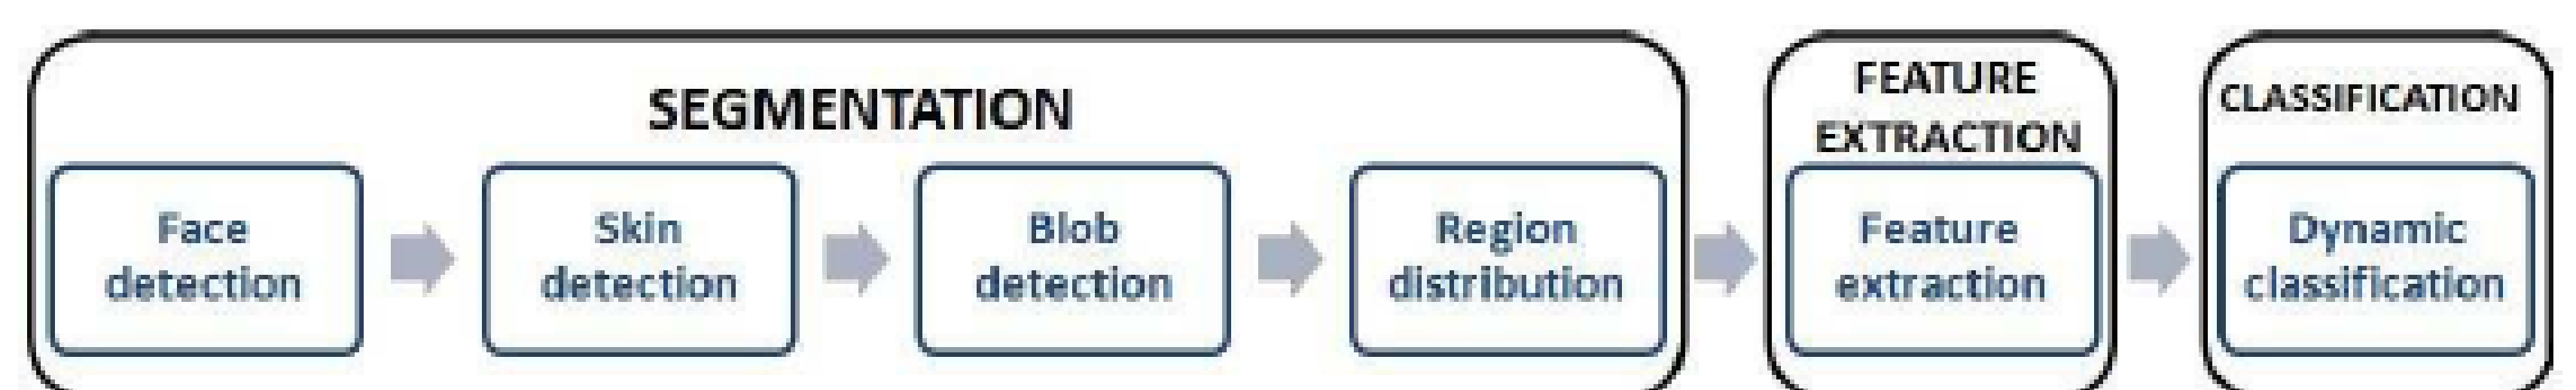 SEGMENTATION
Face
detection
Skin
detection
Blob
detection
Region
distribution
FEATURE
EXTRACTION
Feature
extraction
CLASSIFICATION
Dynamic
classification